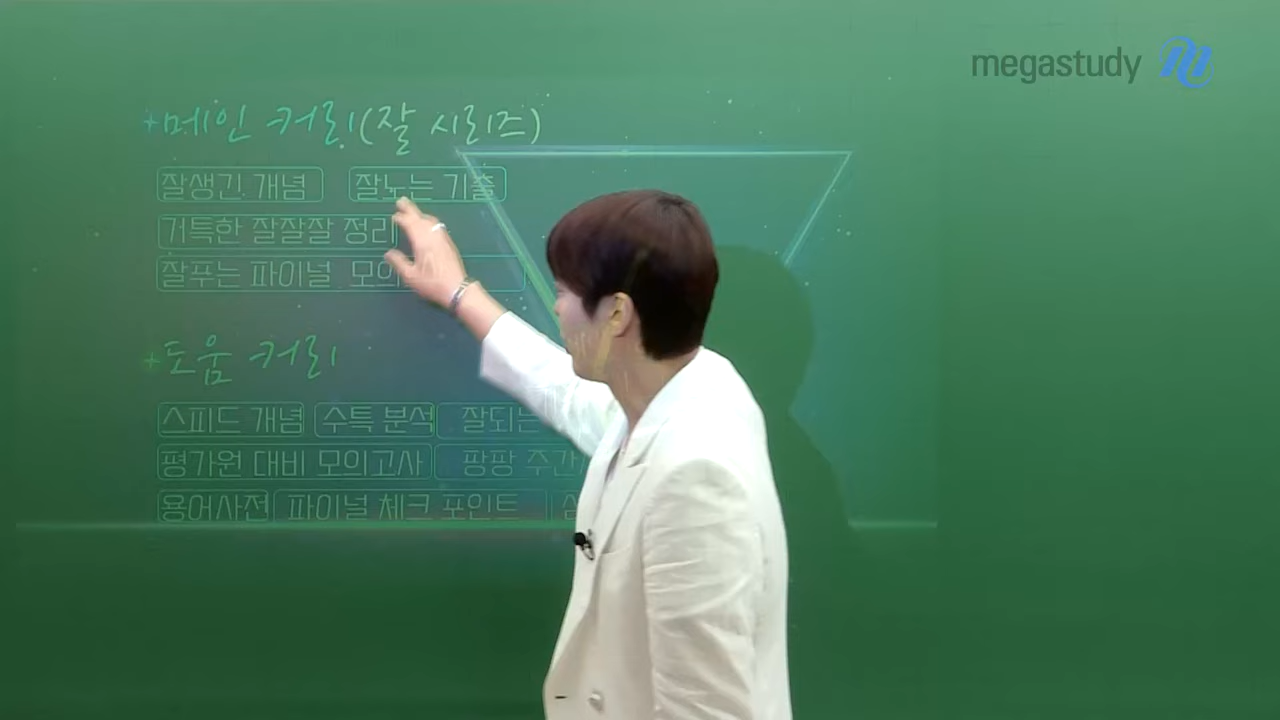 megastudy
+메인 커리(잘 시리즈)
잘생긴 개념 잘노는 기출
거특한 잘잘잘 정리
잘푸는 파이널 모의
+도움 커리
스피드 개념 수특 분석 잘되는
평가원 대비 모의고사 팡팡 주간
용어사전 파이널 체크 포인트